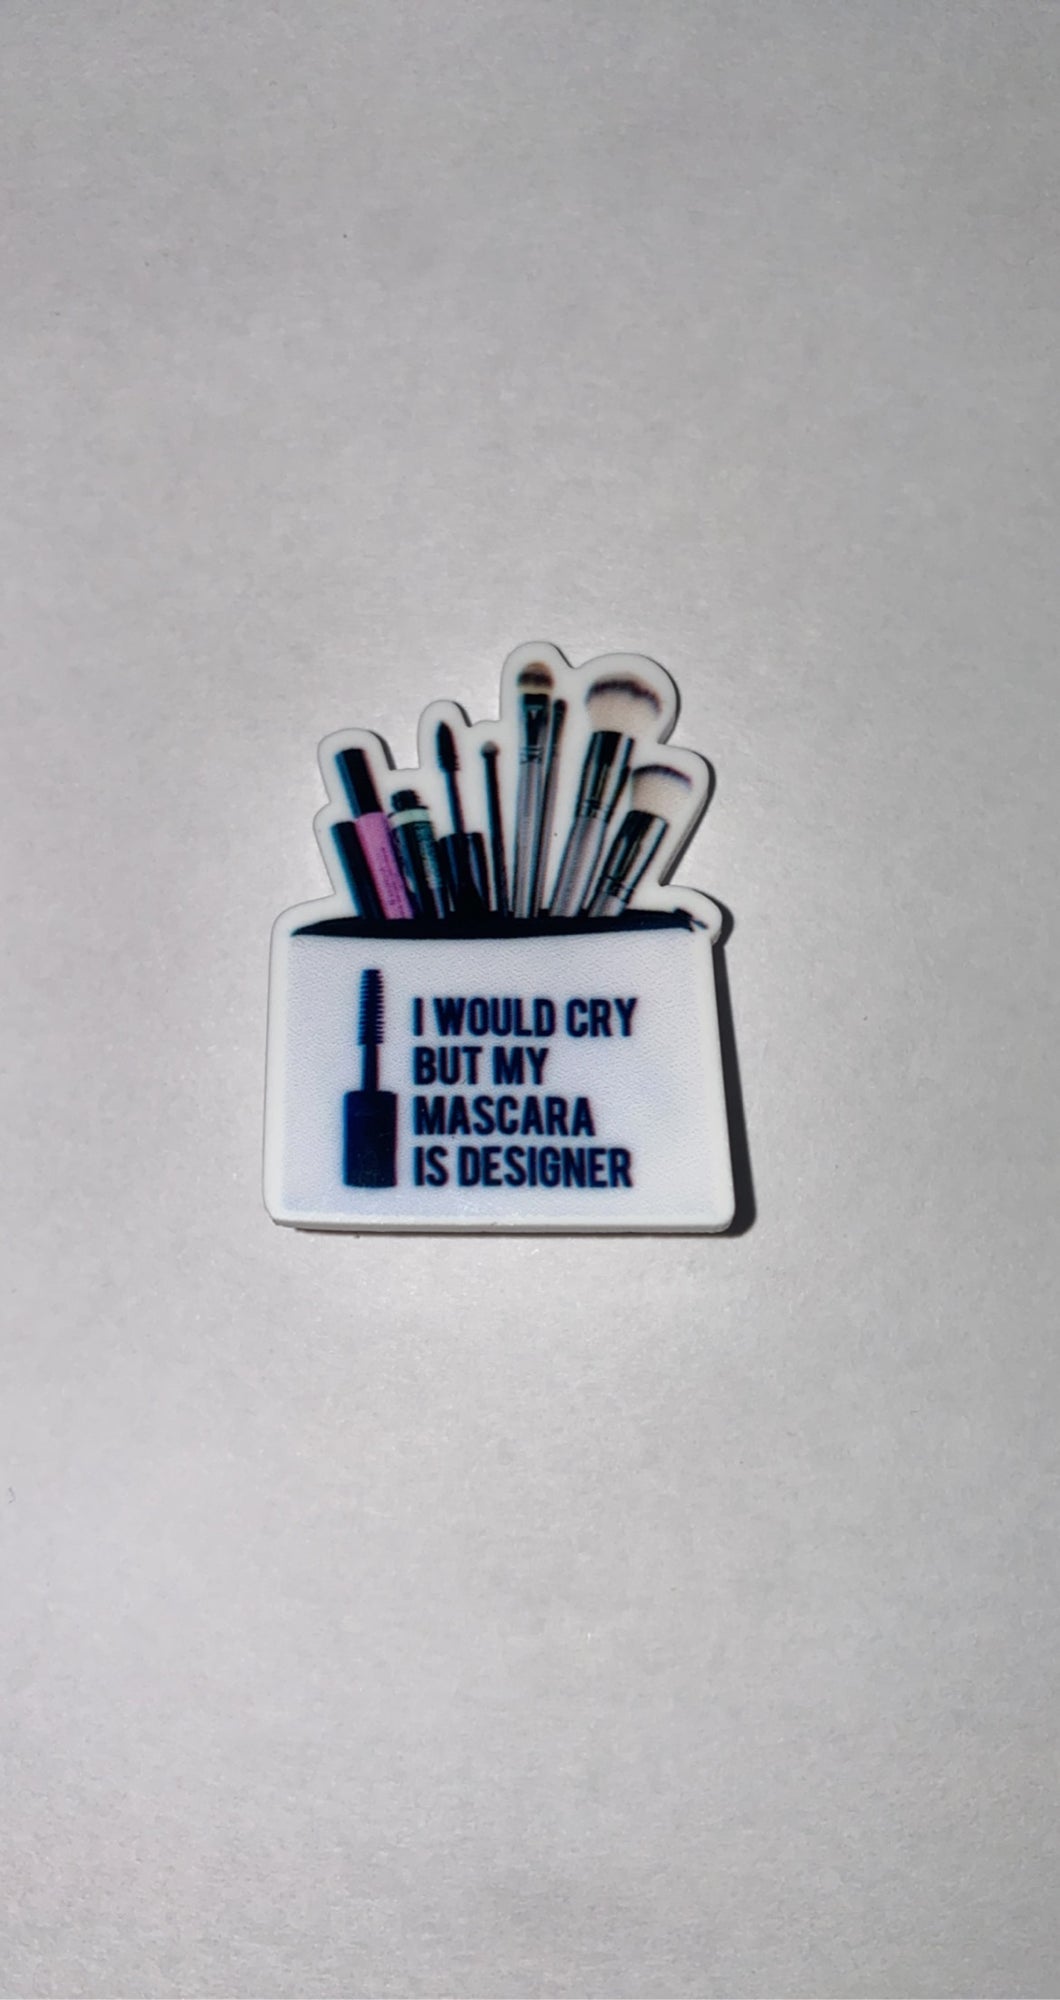 I WOULD CRY
BUT MY
MASCARA
IS DESIGNER